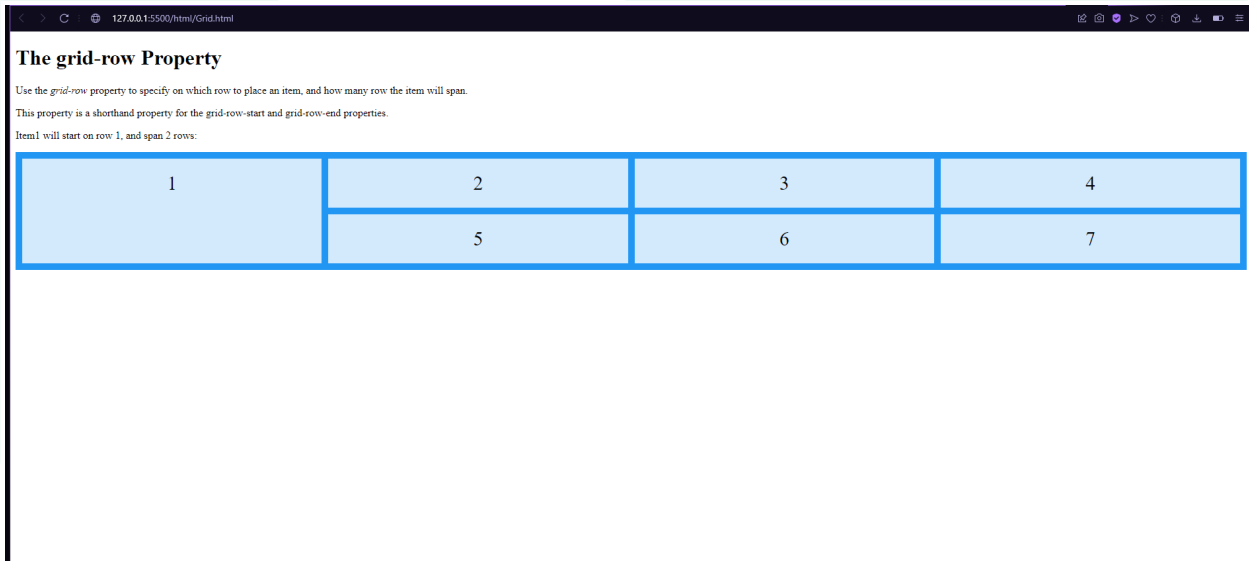 127.0.0.1:5500/html/Grid.html
The grid-row Property
Use the grid-row property to specify on which row to place an item, and how many row the item will span.
This property is a shorthand property for the grid-row-start and grid-row-end properties.
Item1 will start on row 1, and span 2 rows:
1 2 3 4
5 6 7